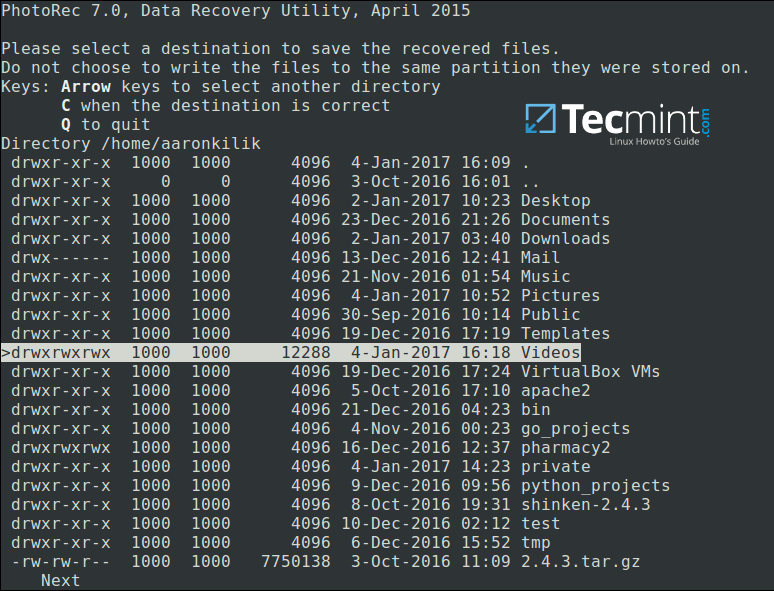 PhotoRec 7.0, Data Recovery Utility, April 2015
Please select a destination to save the recovered files.
Do not choose to write the files to the same partition they were stored on.
Keys: Arrow keys to select another directory
C when the destination is correct
Q to quit
Tecmint.com
Linux Howto's Guide
Directory /home/aaronkilik
drwxr-xr-x  1000  1000      4096  4-Jan-2017 16:09 .
drwxr-xr-x     0     0      4096  3-Oct-2016 16:01 ..
drwxr-xr-x  1000  1000      4096  2-Jan-2017 10:23 Desktop
drwxr-xr-x  1000  1000      4096 23-Dec-2016 21:26 Documents
drwxr-xr-x  1000  1000      4096  2-Jan-2017 03:40 Downloads
drwx------  1000  1000      4096 13-Dec-2016 12:41 Mail
drwxr-xr-x  1000  1000      4096 21-Nov-2016 01:54 Music
drwxr-xr-x  1000  1000      4096  4-Jan-2017 10:52 Pictures
drwxr-xr-x  1000  1000      4096 30-Sep-2016 10:14 Public
drwxr-xr-x  1000  1000      4096 19-Dec-2016 17:19 Templates
>drwxrwxrwx  1000  1000     12288  4-Jan-2017 16:18 Videos
drwxr-xr-x  1000  1000      4096 19-Dec-2016 17:24 VirtualBox VMs
drwxr-xr-x  1000  1000      4096  5-Oct-2016 17:10 apache2
drwxr-xr-x  1000  1000      4096 21-Dec-2016 04:23 bin
drwxr-xr-x  1000  1000      4096  4-Nov-2016 00:23 go_projects
drwxrwxrwx  1000  1000      4096 16-Dec-2016 12:37 pharmacy2
drwxr-xr-x  1000  1000      4096  4-Jan-2017 14:23 private
drwxr-xr-x  1000  1000      4096  9-Dec-2016 09:56 python_projects
drwxr-xr-x  1000  1000      4096  8-Oct-2016 19:31 shinken-2.4.3
drwxr-xr-x  1000  1000      4096 10-Dec-2016 02:12 test
drwxr-xr-x  1000  1000      4096  6-Dec-2016 15:52 tmp
-rw-rw-r--  1000  1000   7750138  3-Oct-2016 11:09 2.4.3.tar.gz
Next